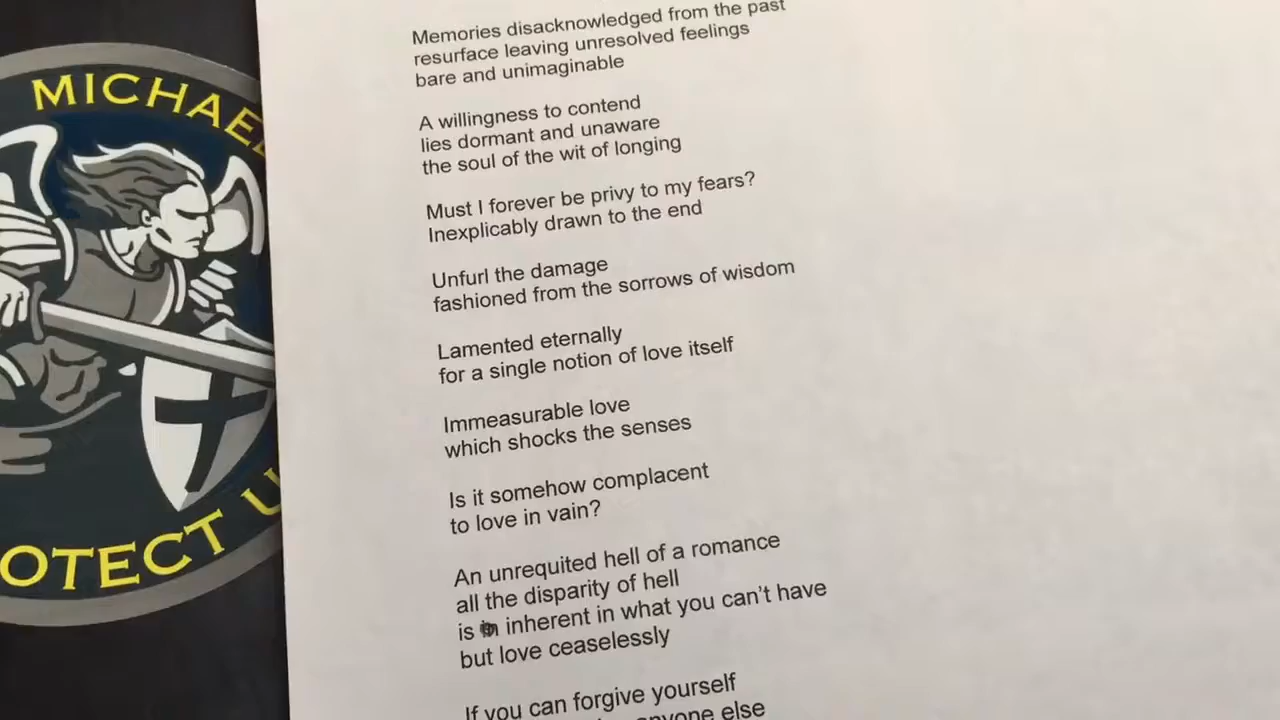 MICHAE
OTECT U
Memories disacknowledged from the past
resurface leaving unresolved feelings
bare and unimaginable
A willingness to contend
lies dormant and unaware
the soul of the wit of longing
Must I forever be privy to my fears?
Inexplicably drawn to the end
Unfurl the damage
fashioned from the sorrows of wisdom
Lamented eternally
for a single notion of love itself
Immeasurable love
which shocks the senses
Is it somehow complacent
to love in vain?
An unrequited hell of a romance
all the disparity of hell
is inherent in what you can't have
but love ceaselessly
If you can forgive yourself
anyone else